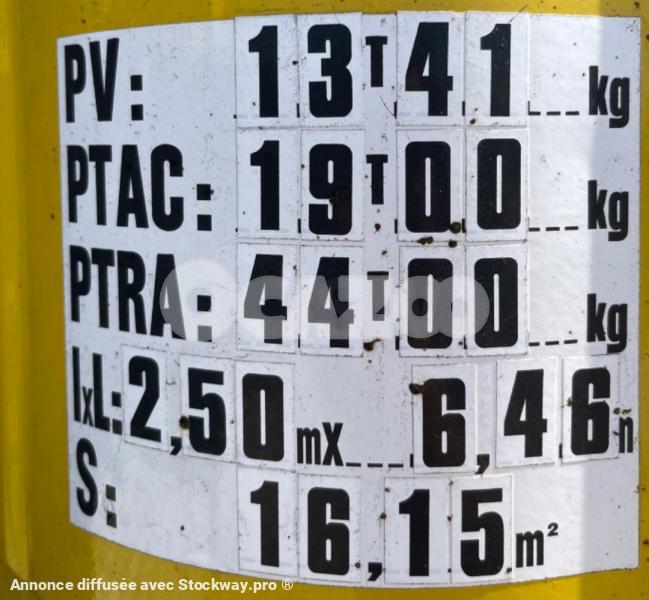 PV: 13T41 kg
PTAC: 19T00 kg
PTRA: 44T00 kg
lxL: 2,50 mx 6,46 m
S: 16,15 m²
Annonce diffusée avec Stockway.pro ®